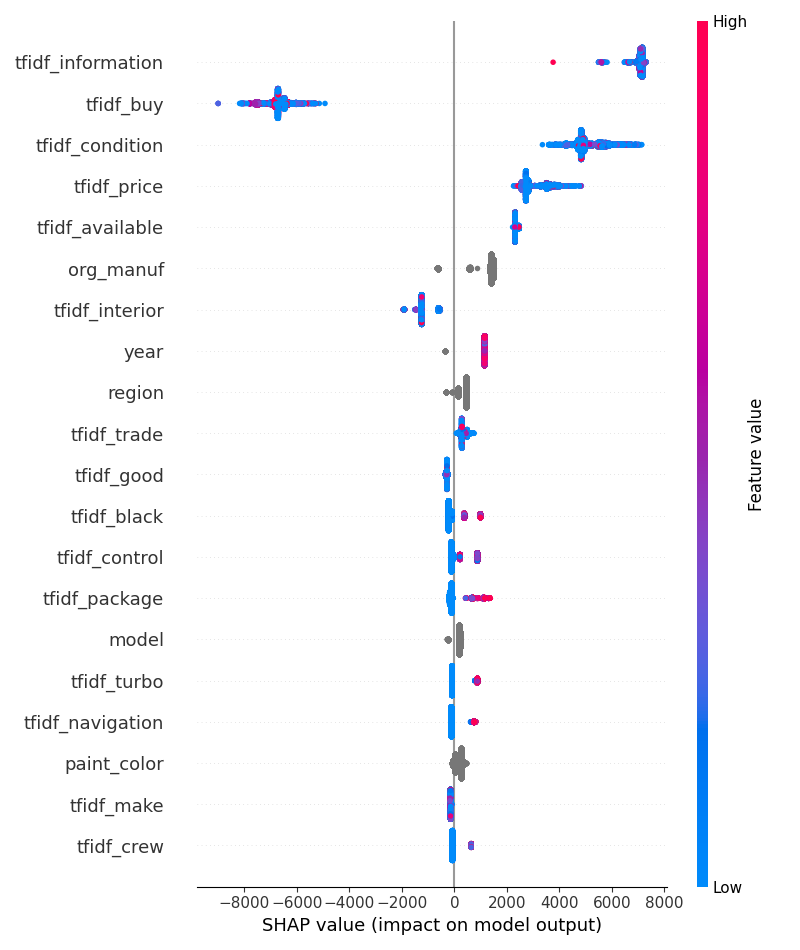 High
tfidf_information
tfidf_buy
tfidf_condition
tfidf_price
tfidf_available
org_manuf
tfidf_interior
year
region
tfidf_trade
tfidf_good
tfidf_black
tfidf_control
tfidf_package
model
tfidf_turbo
tfidf_navigation
paint_color
tfidf_make
tfidf_crew
Feature value
Low
−8000 −6000 −4000 −2000 0 2000 4000 6000 8000
SHAP value (impact on model output)